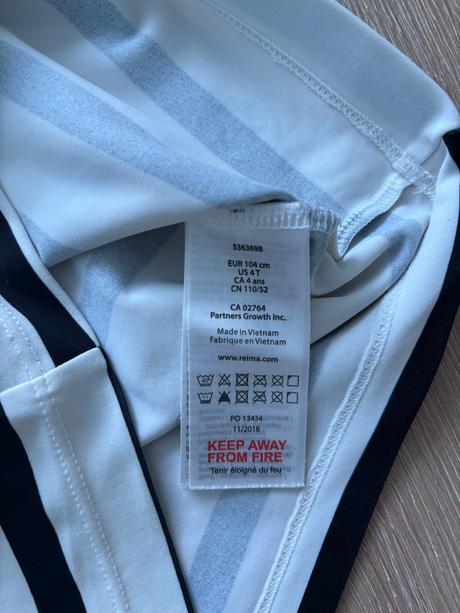 536369B
EUR 104 cm
US 4 T
CA 4 ans
CN 110/52
CA 02764
Partners Growth Inc.
Made in Vietnam
Fabrique en Vietnam
www.reima.com
PO 13434
11/2018
KEEP AWAY
FROM FIRE
Tenir éloigné du feu